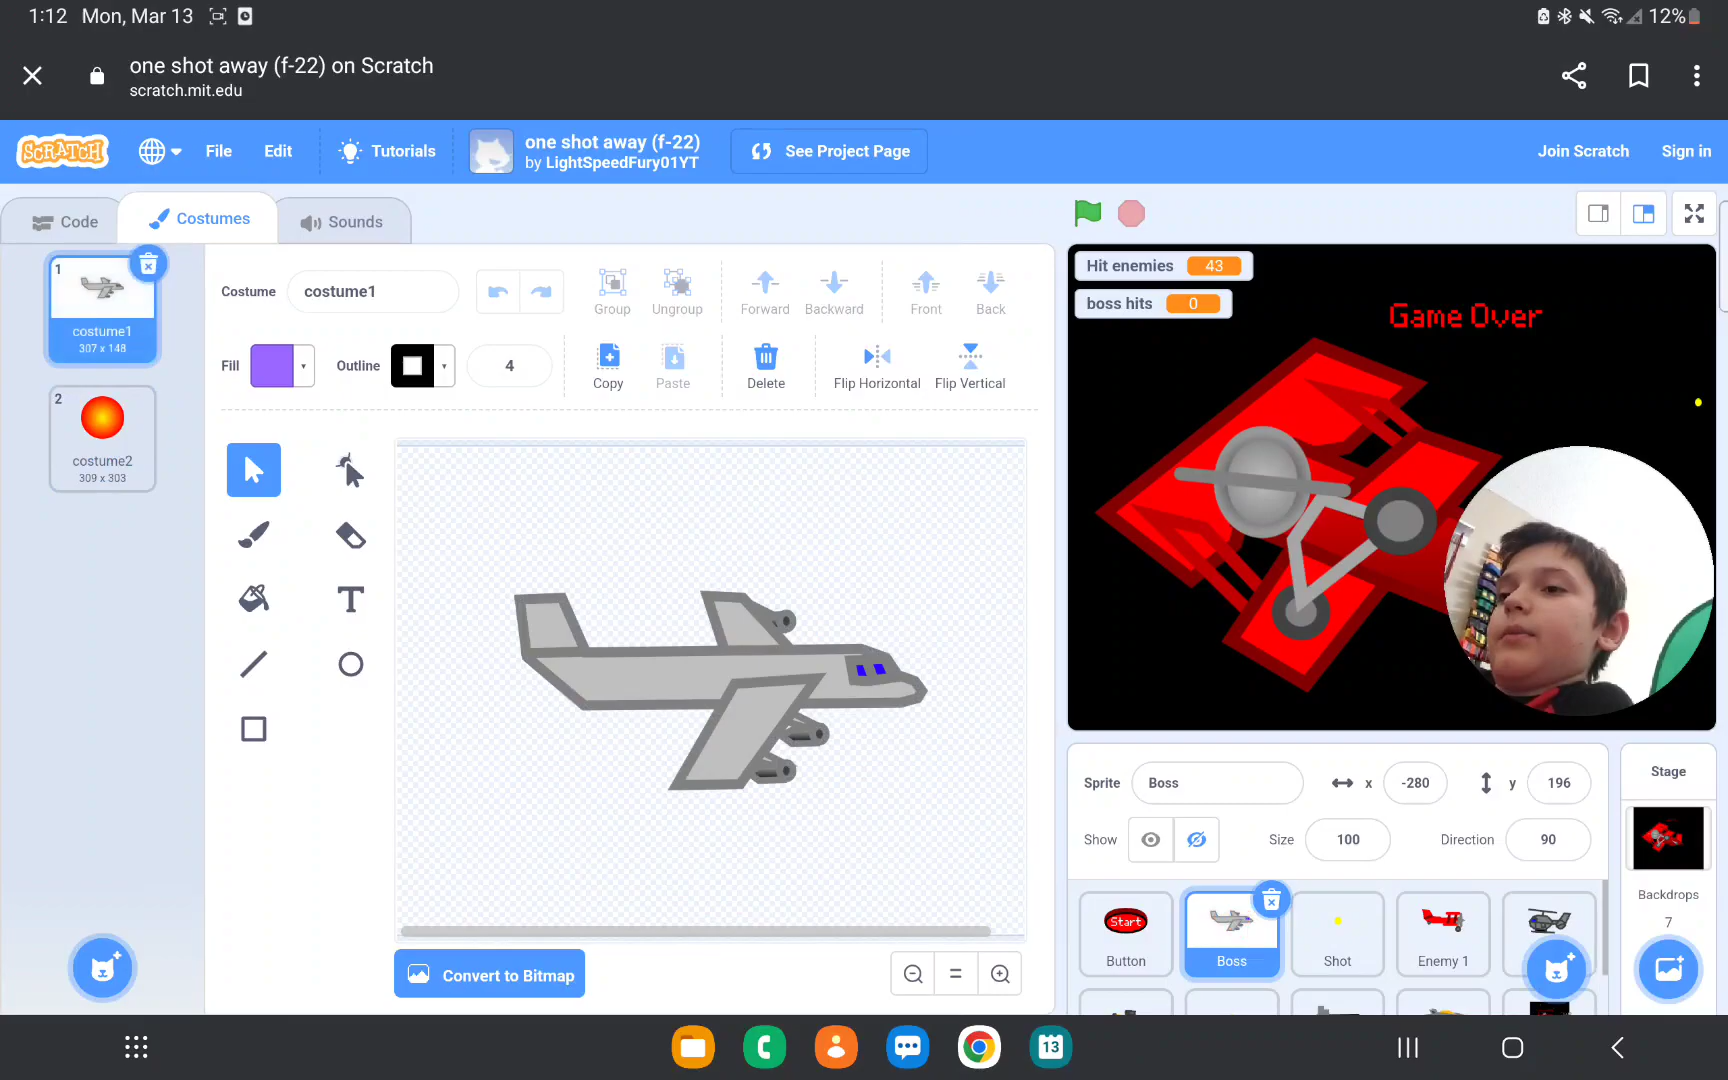 1:12 Mon, Mar 13
12%
one shot away (f-22) on Scratch
scratch.mit.edu
SCRATCH
File
Edit
Tutorials
one shot away (f-22)
by LightSpeedFury01YT
See Project Page
Join Scratch
Sign in
Code
Costumes
Sounds
1
costume1
307 x 148
2
costume2
309 x 303
Costume
costume1
Group
Ungroup
Forward
Backward
Front
Back
Fill
Outline
4
Copy
Paste
Delete
Flip Horizontal
Flip Vertical
T
Convert to Bitmap
=
Hit enemies 43
boss hits 0
Game Over
Sprite
Boss
x
-280
y
196
Show
Size
100
Direction
90
Stage
Backdrops
7
Start
Button
Boss
Shot
Enemy 1
13